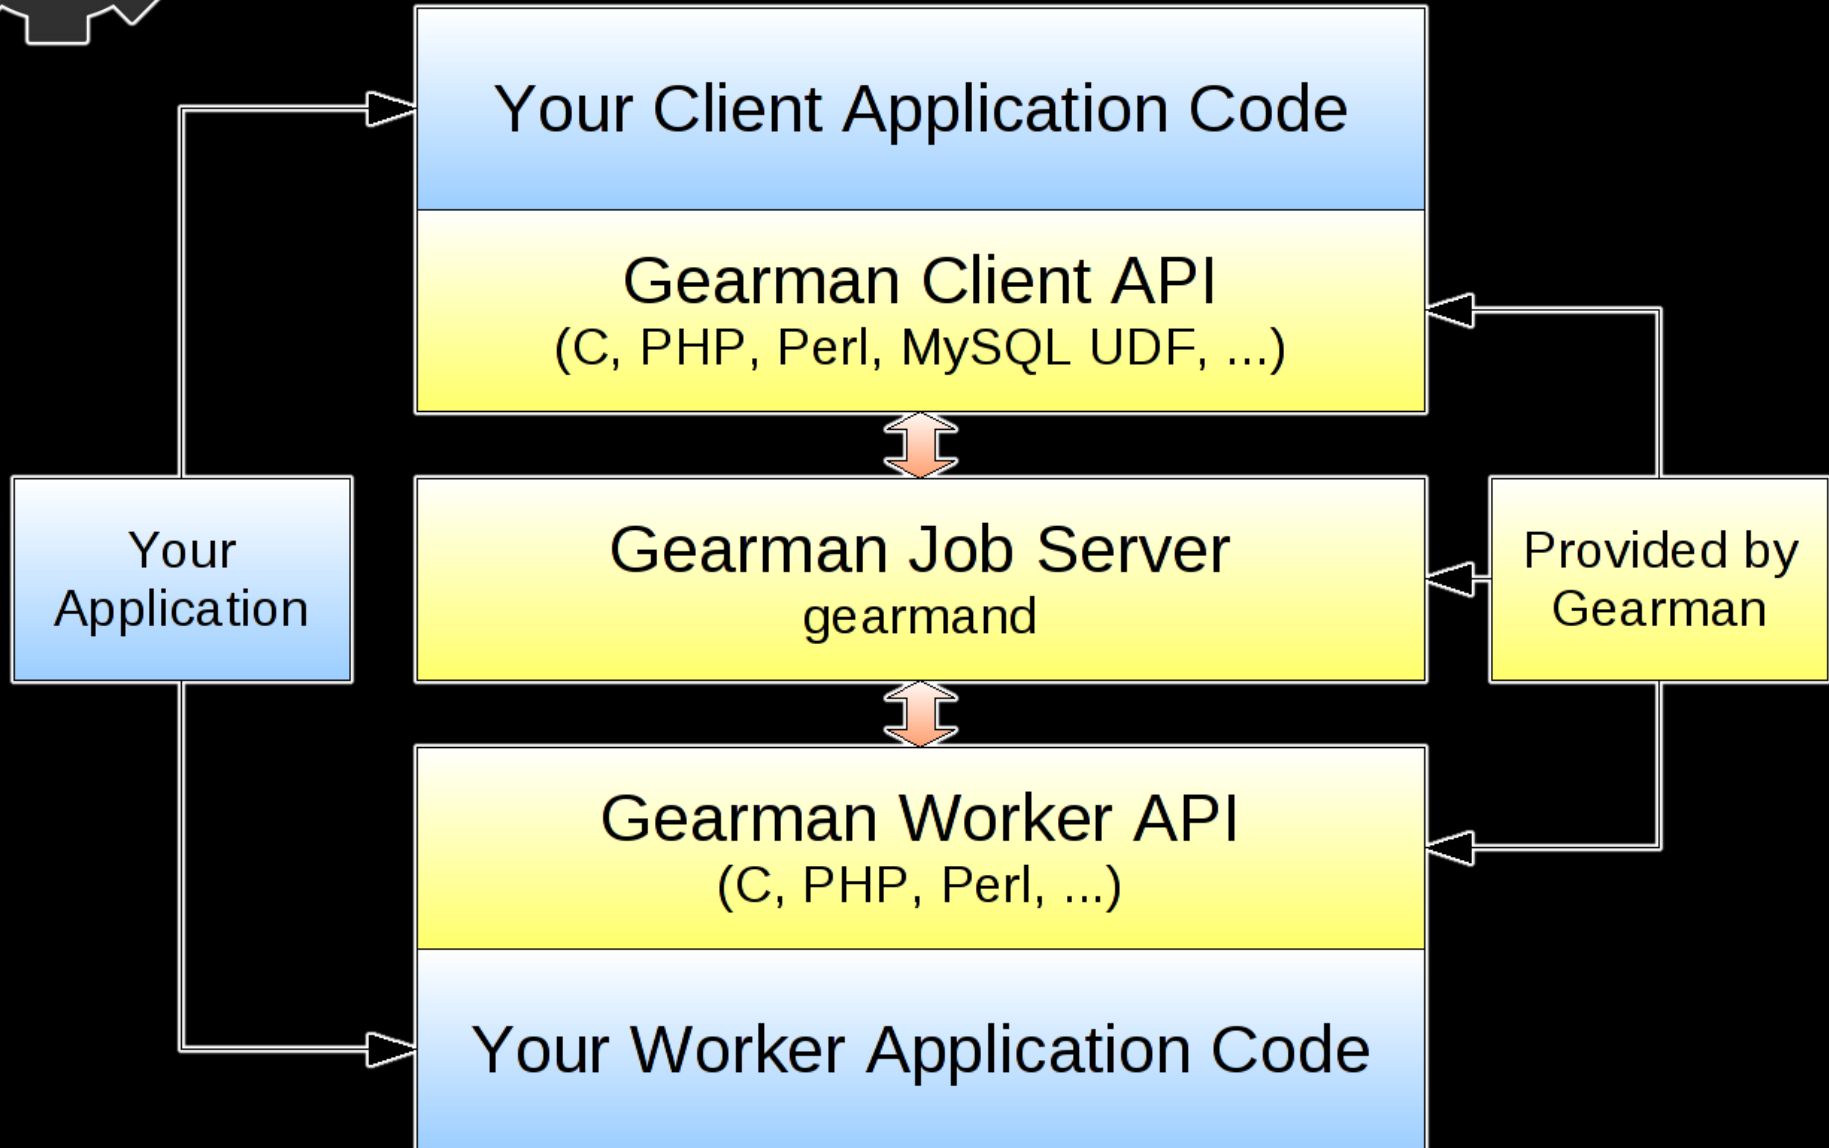 Your Client Application Code
Gearman Client API
(C, PHP, Perl, MySQL UDF, ...)
Your
Application
Gearman Job Server
gearmand
Provided by
Gearman
Gearman Worker API
(C, PHP, Perl, ...)
Your Worker Application Code